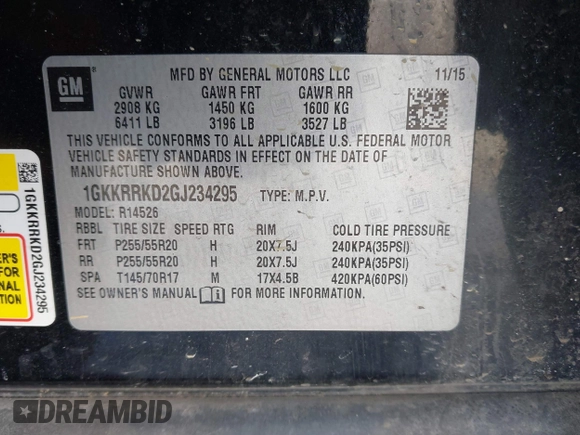 GM
MFD BY GENERAL MOTORS LLC 11/15
GVWR GAWR FRT GAWR RR
2908 KG 1450 KG 1600 KG
6411 LB 3196 LB 3527 LB
THIS VEHICLE CONFORMS TO ALL APPLICABLE U.S. FEDERAL MOTOR
VEHICLE SAFETY STANDARDS IN EFFECT ON THE DATE OF
MANUFACTURE SHOWN ABOVE.
1GKKRRKD2GJ234295 TYPE: M.P.V.
MODEL: R14526
RBBL TIRE SIZE SPEED RTG RIM COLD TIRE PRESSURE
FRT P255/55R20 H 20X7.5J 240KPA(35PSI)
RR P255/55R20 H 20X7.5J 240KPA(35PSI)
SPA T145/70R17 M 17X4.5B 420KPA(60PSI)
SEE OWNER'S MANUAL FOR MORE INFORMATION
1GKKRRKD2GJ234295
FOR
ONAL
ATION
DREAMBID